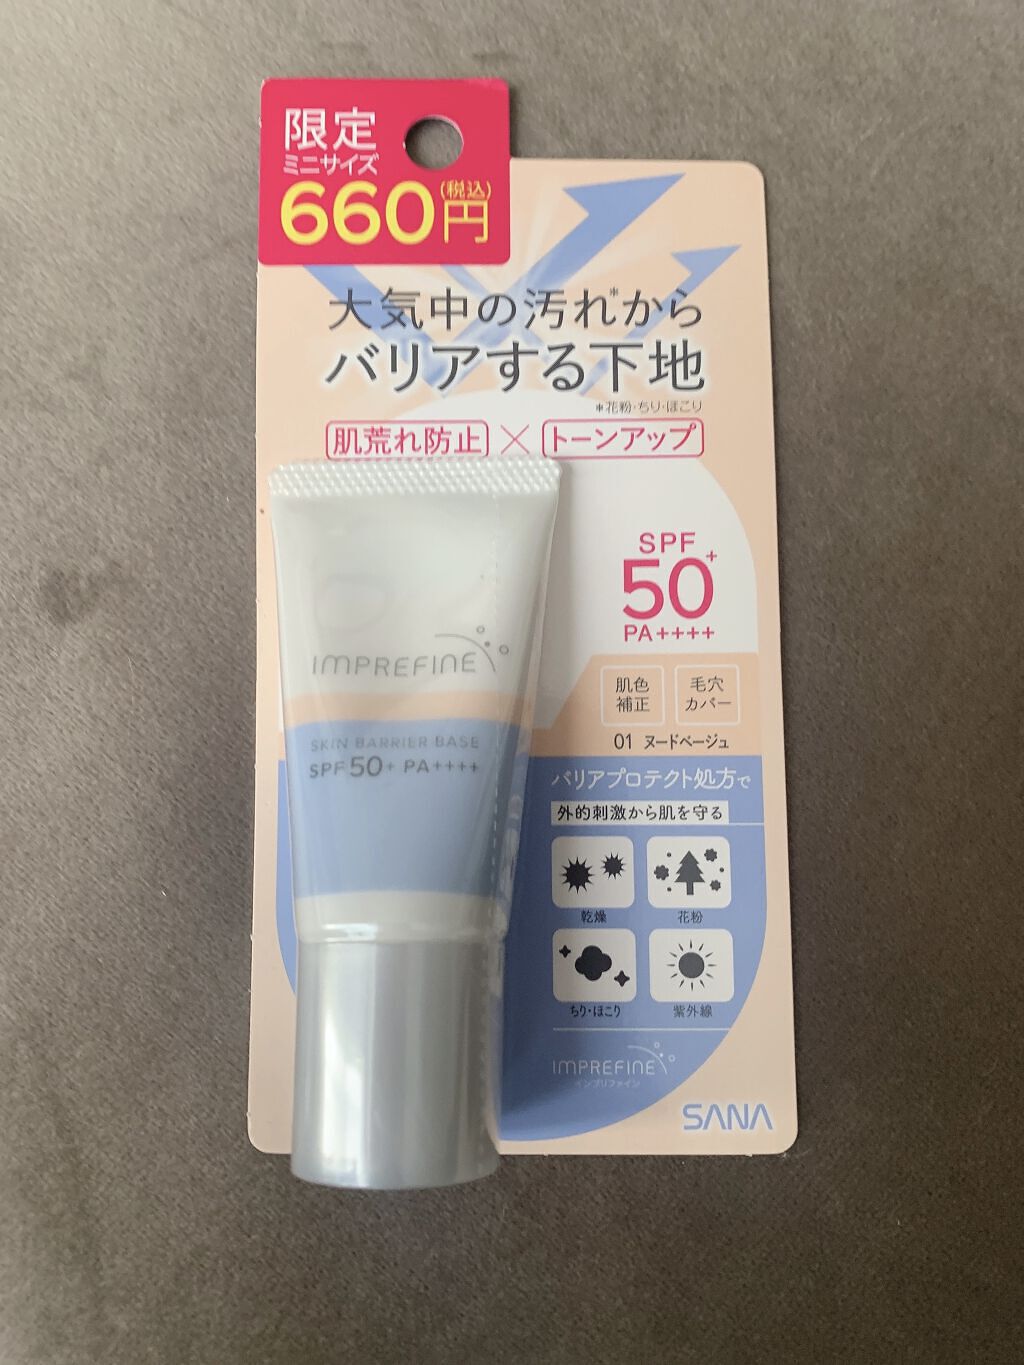 限定
ミニサイズ
660円(税込)
大気中の汚れ*から
バリアする下地
*花粉・ちり・ほこり
肌荒れ防止×トーンアップ
SPF
50+
PA++++
肌色
補正
毛穴
カバー
01 ヌードベージュ
バリアプロテクト処方で
外的刺激から肌を守る
乾燥
花粉
ちり・ほこり
紫外線
IMPREFINE
インプリファイン
SANA
IMPREFINE
SKIN BARRIER BASE
SPF50+ PA++++